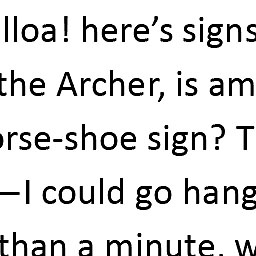 lloa! here’s signs
the Archer, is am
orse-shoe sign? T
—I could go hang
than a minute, w